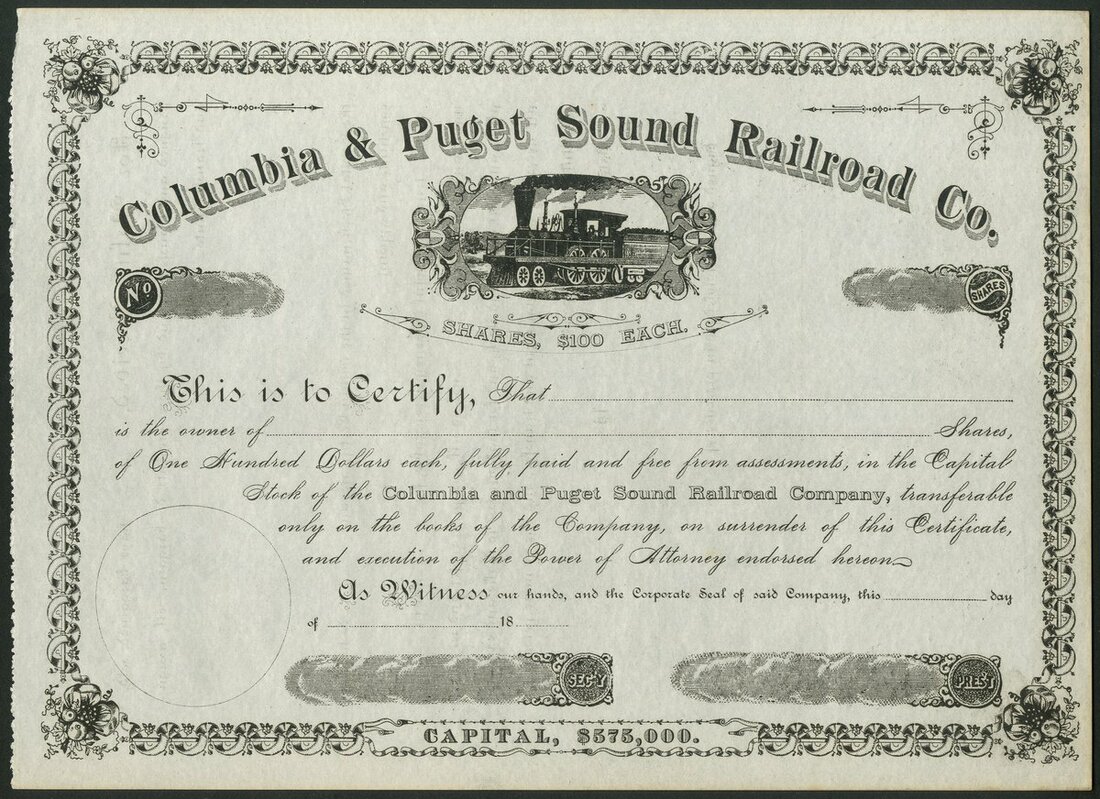 Columbia & Puget Sound Railroad Co.
No
SHARES
SHARES, $100 EACH.
This is to Certify, That
is the owner of Shares,
of One Hundred Dollars each, fully paid and free from assessments, in the Capital
Stock of the Columbia and Puget Sound Railroad Company, transferable
only on the books of the Company, on surrender of this Certificate,
and execution of the Power of Attorney endorsed hereon
As Witness our hands, and the Corporate Seal of said Company, this day
of 18
SEC'Y
PREST
CAPITAL, $575,000.